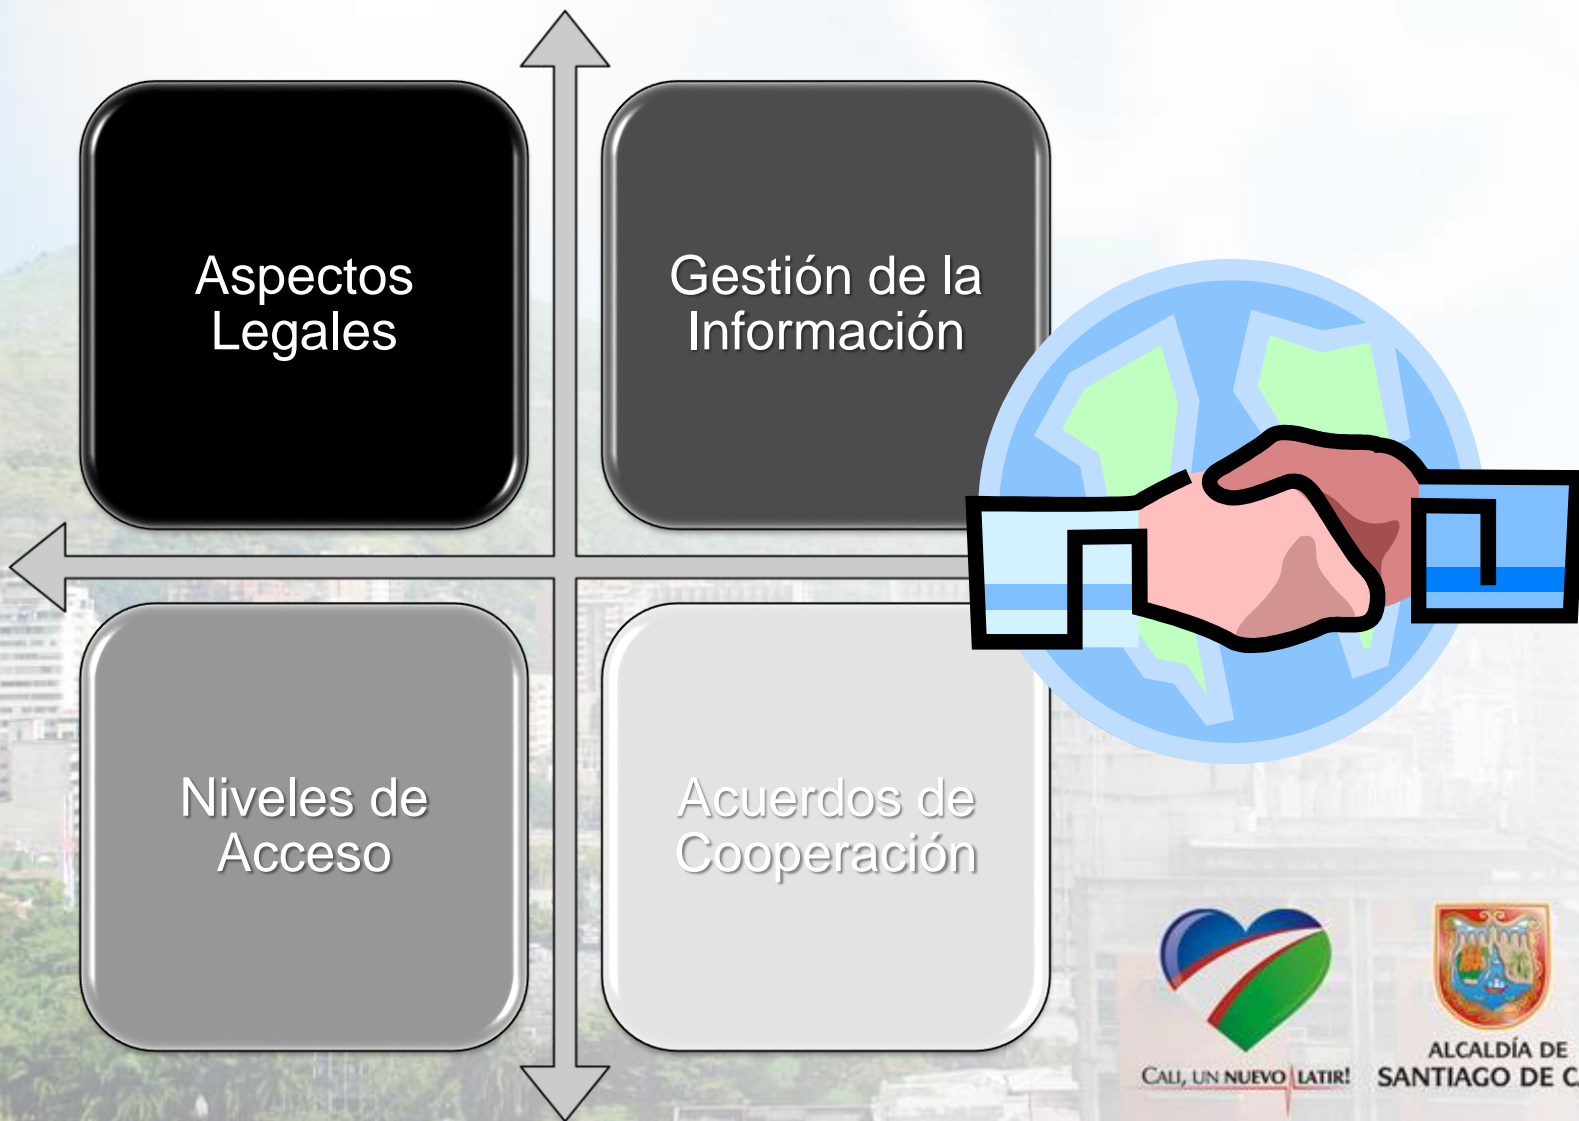 Aspectos
Legales
Gestión de la
Información
Niveles de
Acceso
Acuerdos de
Cooperación
CALI, UN NUEVO LATIR!
ALCALDÍA DE
SANTIAGO DE